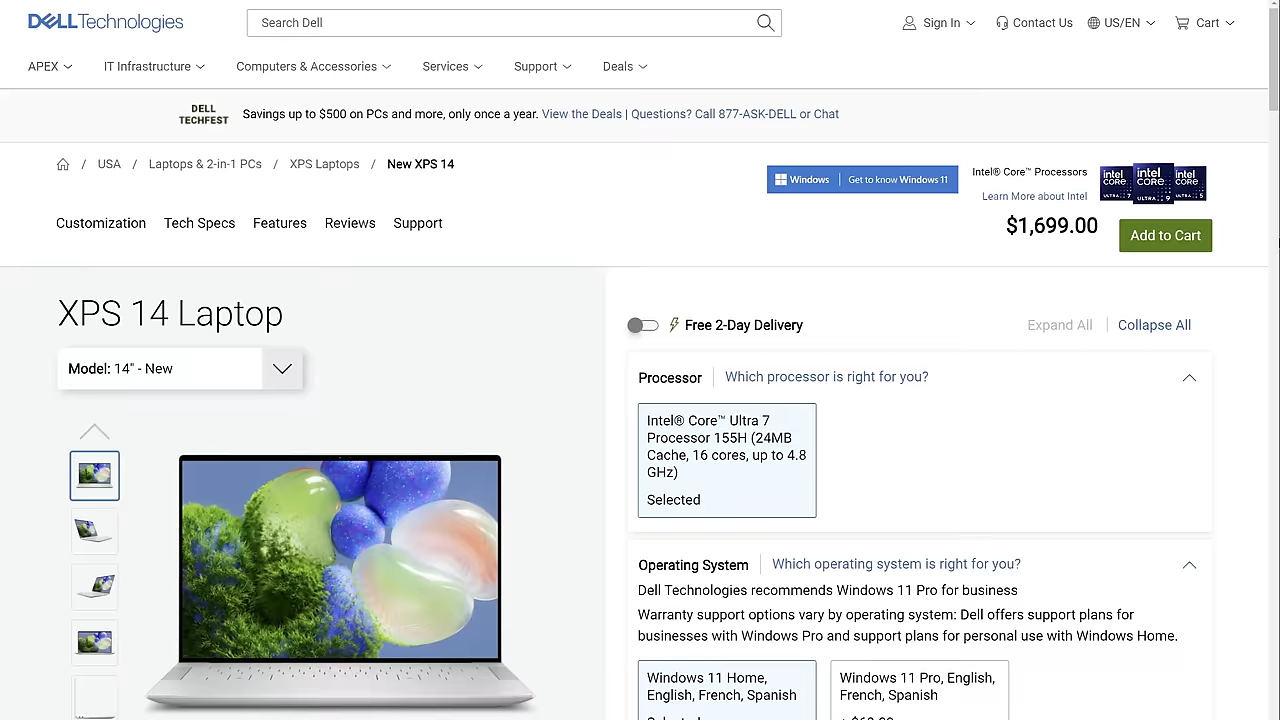 DELLTechnologies
Search Dell
Sign In
Contact Us
US/EN
Cart
APEX
IT Infrastructure
Computers & Accessories
Services
Support
Deals
DELL
TECHFEST
Savings up to $500 on PCs and more, only once a year. View the Deals | Questions? Call 877-ASK-DELL or Chat
/ USA / Laptops & 2-in-1 PCs / XPS Laptops / New XPS 14
Windows Get to know Windows 11
Intel® Core™ Processors
Learn More about Intel
intel CORE ULTRA 7
intel CORE ULTRA 9
intel CORE ULTRA 5
Customization
Tech Specs
Features
Reviews
Support
$1,699.00
Add to Cart
XPS 14 Laptop
Model: 14" - New
Free 2-Day Delivery
Expand All
Collapse All
Processor
Which processor is right for you?
Intel® Core™ Ultra 7
Processor 155H (24MB
Cache, 16 cores, up to 4.8
GHz)
Selected
Operating System
Which operating system is right for you?
Dell Technologies recommends Windows 11 Pro for business
Warranty support options vary by operating system: Dell offers support plans for
businesses with Windows Pro and support plans for personal use with Windows Home.
Windows 11 Home,
English, French, Spanish
Windows 11 Pro, English,
French, Spanish